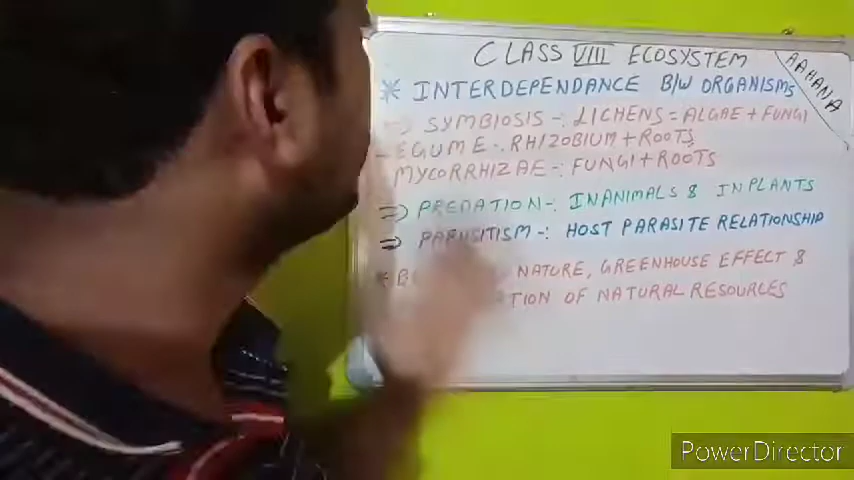 CLASS VIII ECOSYSTEM
AAHANA
* INTERDEPENDANCE B/W ORGANISMS
=> SYMBIOSIS -: LICHENS = ALGAE + FUNGI
EGUME -: RHIZOBIUM + ROOTS
MYCORRHIZAE -: FUNGI + ROOTS
=> PREDATION -: IN ANIMALS & IN PLANTS
=> PARASITISM -: HOST PARASITE RELATIONSHIP
NATURE, GREENHOUSE EFFECT &
TION OF NATURAL RESOURCES
PowerDirector